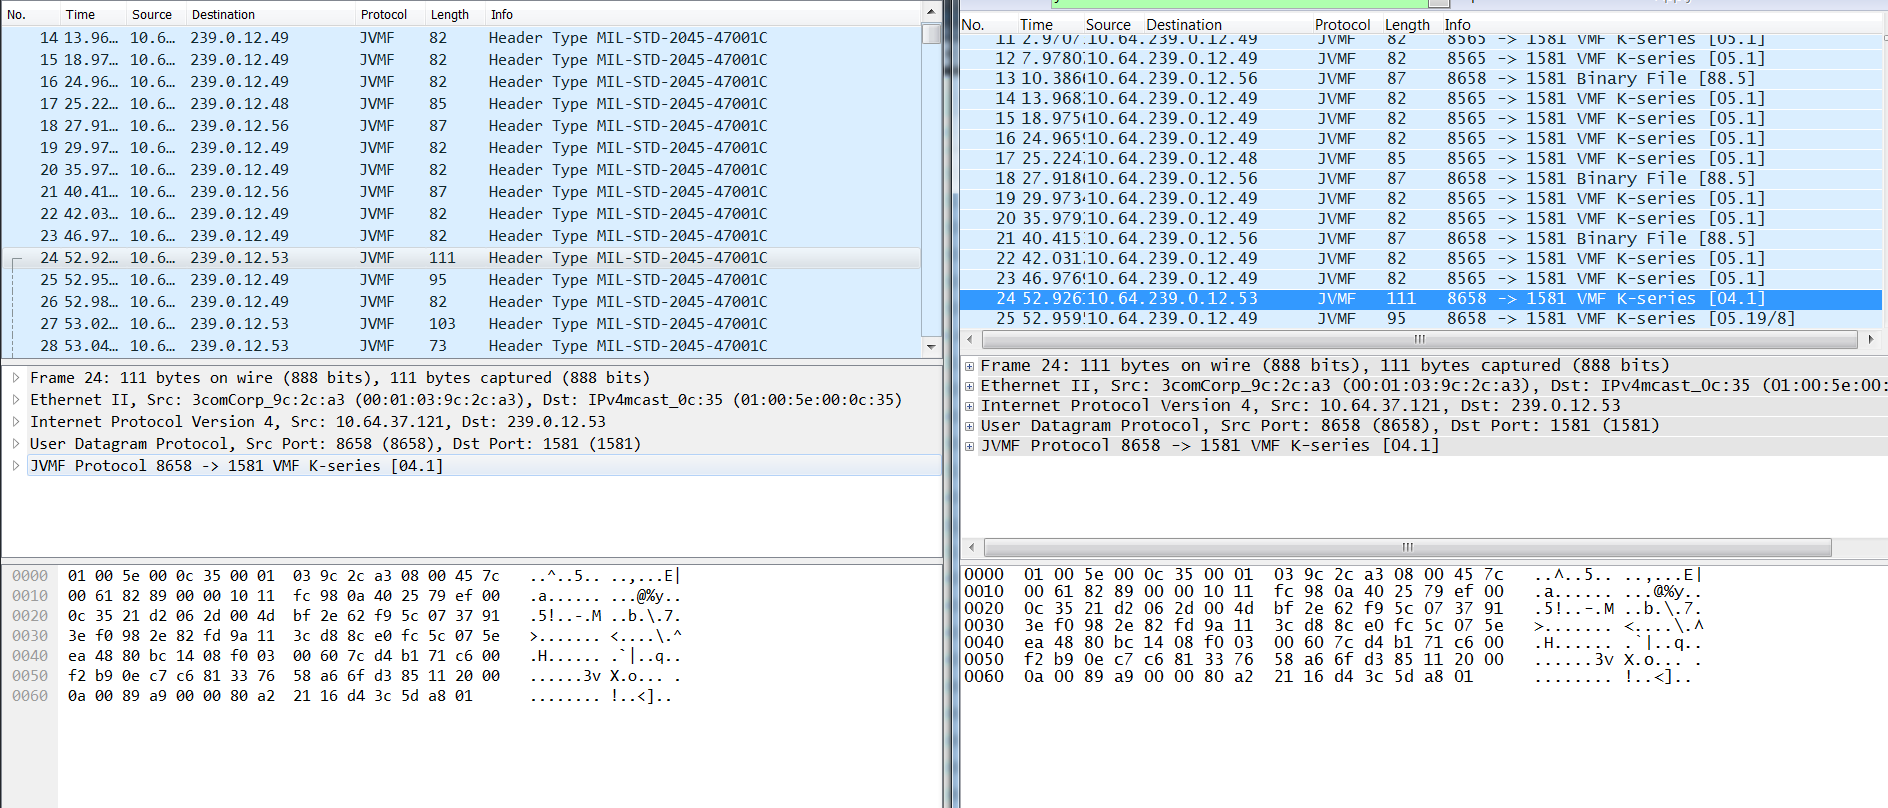 No. Time Source Destination Protocol Length Info
14 13.96… 10.6… 239.0.12.49 JVMF 82 Header Type MIL-STD-2045-47001C
15 18.97… 10.6… 239.0.12.49 JVMF 82 Header Type MIL-STD-2045-47001C
16 24.96… 10.6… 239.0.12.49 JVMF 82 Header Type MIL-STD-2045-47001C
17 25.22… 10.6… 239.0.12.48 JVMF 85 Header Type MIL-STD-2045-47001C
18 27.91… 10.6… 239.0.12.56 JVMF 87 Header Type MIL-STD-2045-47001C
19 29.97… 10.6… 239.0.12.49 JVMF 82 Header Type MIL-STD-2045-47001C
20 35.97… 10.6… 239.0.12.49 JVMF 82 Header Type MIL-STD-2045-47001C
21 40.41… 10.6… 239.0.12.56 JVMF 87 Header Type MIL-STD-2045-47001C
22 42.03… 10.6… 239.0.12.49 JVMF 82 Header Type MIL-STD-2045-47001C
23 46.97… 10.6… 239.0.12.49 JVMF 82 Header Type MIL-STD-2045-47001C
24 52.92… 10.6… 239.0.12.53 JVMF 111 Header Type MIL-STD-2045-47001C
25 52.95… 10.6… 239.0.12.49 JVMF 95 Header Type MIL-STD-2045-47001C
26 52.98… 10.6… 239.0.12.49 JVMF 82 Header Type MIL-STD-2045-47001C
27 53.02… 10.6… 239.0.12.53 JVMF 103 Header Type MIL-STD-2045-47001C
28 53.04… 10.6… 239.0.12.53 JVMF 73 Header Type MIL-STD-2045-47001C
Frame 24: 111 bytes on wire (888 bits), 111 bytes captured (888 bits)
Ethernet II, Src: 3comCorp_9c:2c:a3 (00:01:03:9c:2c:a3), Dst: IPv4mcast_0c:35 (01:00:5e:00:0c:35)
Internet Protocol Version 4, Src: 10.64.37.121, Dst: 239.0.12.53
User Datagram Protocol, Src Port: 8658 (8658), Dst Port: 1581 (1581)
JVMF Protocol 8658 -> 1581 VMF K-series [04.1]
0000 01 00 5e 00 0c 35 00 01 03 9c 2c a3 08 00 45 7c ..^..5.. ..,...E|
0010 00 61 82 89 00 00 10 11 fc 98 0a 40 25 79 ef 00 .a...... ...@%y..
0020 0c 35 21 d2 06 2d 00 4d bf 2e 62 f9 5c 07 37 91 .5!..-.M ..b.\.7.
0030 3e f0 98 2e 82 fd 9a 11 3c d8 8c e0 fc 5c 07 5e >....... <....\.^
0040 ea 48 80 bc 14 08 f0 03 00 60 7c d4 b1 71 c6 00 .H...... .`|..q..
0050 f2 b9 0e c7 c6 81 33 76 58 a6 6f d3 85 11 20 00 ......3v X.o... .
0060 0a 00 89 a9 00 00 80 a2 21 16 d4 3c 5d a8 01 ........ !..<]..
No. Time Source Destination Protocol Length Info
11 2.9707 10.64. 239.0.12.49 JVMF 82 8565 -> 1581 VMF K-series [05.1]
12 7.9780 10.64. 239.0.12.49 JVMF 82 8565 -> 1581 VMF K-series [05.1]
13 10.386 10.64. 239.0.12.56 JVMF 87 8658 -> 1581 Binary File [88.5]
14 13.968 10.64. 239.0.12.49 JVMF 82 8565 -> 1581 VMF K-series [05.1]
15 18.975 10.64. 239.0.12.49 JVMF 82 8565 -> 1581 VMF K-series [05.1]
16 24.965 10.64. 239.0.12.49 JVMF 82 8565 -> 1581 VMF K-series [05.1]
17 25.224 10.64. 239.0.12.48 JVMF 85 8565 -> 1581 VMF K-series [05.1]
18 27.918 10.64. 239.0.12.56 JVMF 87 8658 -> 1581 Binary File [88.5]
19 29.973 10.64. 239.0.12.49 JVMF 82 8565 -> 1581 VMF K-series [05.1]
20 35.979 10.64. 239.0.12.49 JVMF 82 8565 -> 1581 VMF K-series [05.1]
21 40.415 10.64. 239.0.12.56 JVMF 87 8658 -> 1581 Binary File [88.5]
22 42.031 10.64. 239.0.12.49 JVMF 82 8565 -> 1581 VMF K-series [05.1]
23 46.976 10.64. 239.0.12.49 JVMF 82 8565 -> 1581 VMF K-series [05.1]
24 52.926 10.64. 239.0.12.53 JVMF 111 8658 -> 1581 VMF K-series [04.1]
25 52.959 10.64. 239.0.12.49 JVMF 95 8658 -> 1581 VMF K-series [05.19/8]
Frame 24: 111 bytes on wire (888 bits), 111 bytes captured (888 bits)
Ethernet II, Src: 3comCorp_9c:2c:a3 (00:01:03:9c:2c:a3), Dst: IPv4mcast_0c:35 (01:00:5e:00:
Internet Protocol Version 4, Src: 10.64.37.121, Dst: 239.0.12.53
User Datagram Protocol, Src Port: 8658 (8658), Dst Port: 1581 (1581)
JVMF Protocol 8658 -> 1581 VMF K-series [04.1]
0000 01 00 5e 00 0c 35 00 01 03 9c 2c a3 08 00 45 7c ..^..5.. ..,...E|
0010 00 61 82 89 00 00 10 11 fc 98 0a 40 25 79 ef 00 .a...... ...@%y..
0020 0c 35 21 d2 06 2d 00 4d bf 2e 62 f9 5c 07 37 91 .5!..-.M ..b.\.7.
0030 3e f0 98 2e 82 fd 9a 11 3c d8 8c e0 fc 5c 07 5e >....... <....\.^
0040 ea 48 80 bc 14 08 f0 03 00 60 7c d4 b1 71 c6 00 .H...... .`|..q..
0050 f2 b9 0e c7 c6 81 33 76 58 a6 6f d3 85 11 20 00 ......3v X.o... .
0060 0a 00 89 a9 00 00 80 a2 21 16 d4 3c 5d a8 01 ........ !..<]..